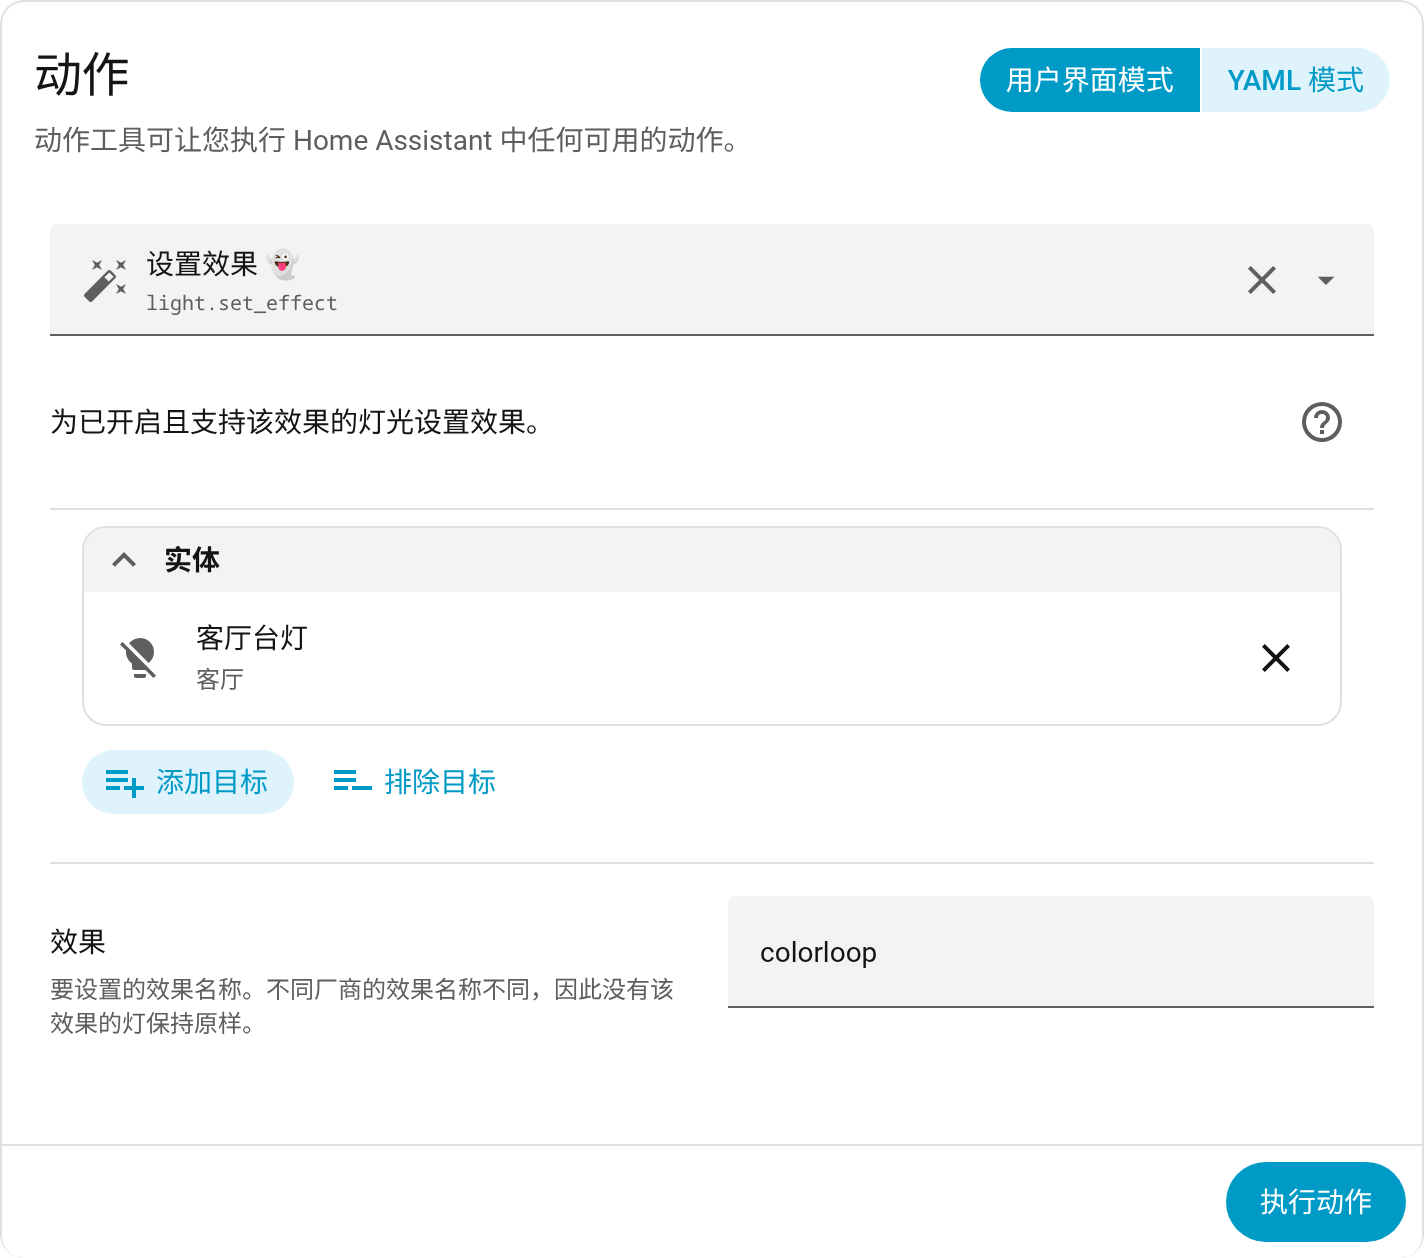 动作
用户界面模式
YAML 模式
动作工具可让您执行 Home Assistant 中任何可用的动作。
设置效果 👻
light.set_effect
为已开启且支持该效果的灯光设置效果。
实体
客厅台灯
客厅
添加目标
排除目标
效果
要设置的效果名称。不同厂商的效果名称不同，因此没有该
效果的灯保持原样。
colorloop
执行动作